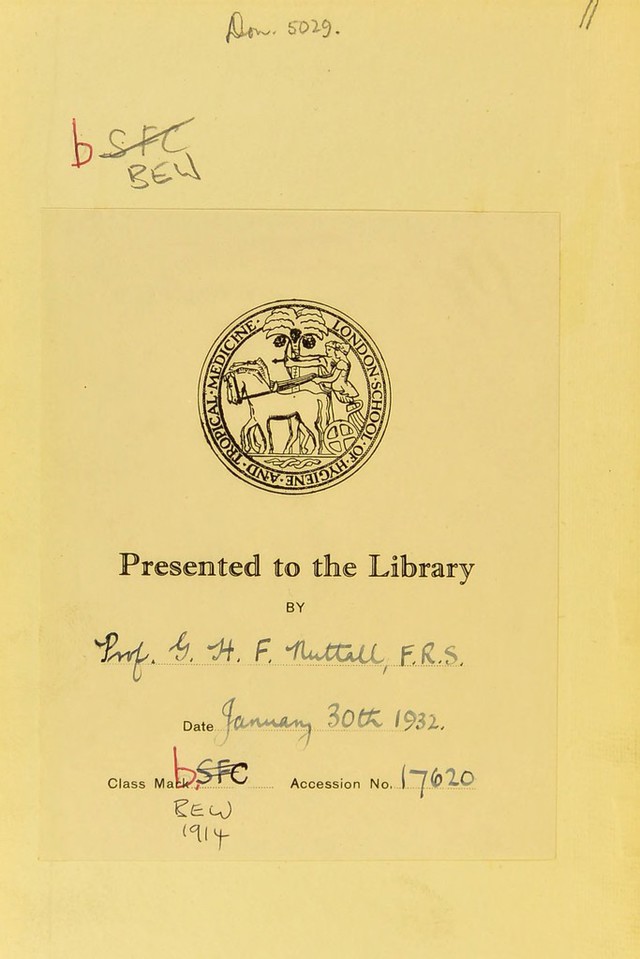 Don. 5029.
b SFC
BEW
LONDON·SCHOOL·OF·HYGIENE·AND·TROPICAL·MEDICINE·
Presented to the Library
BY
Prof. G. H. F. Nuttall, F.R.S.
Date January 30th 1932.
Class Mark b. SFC Accession No. 17620
BEW
1914